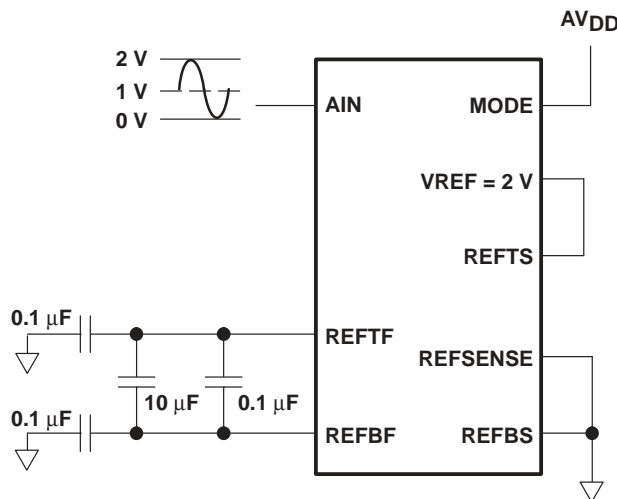 AVDD
2 V
1 V
0 V
AIN
MODE
VREF = 2 V
REFTS
0.1 μF
REFTF
REFSENSE
10 μF
0.1 μF
0.1 μF
REFBF
REFBS